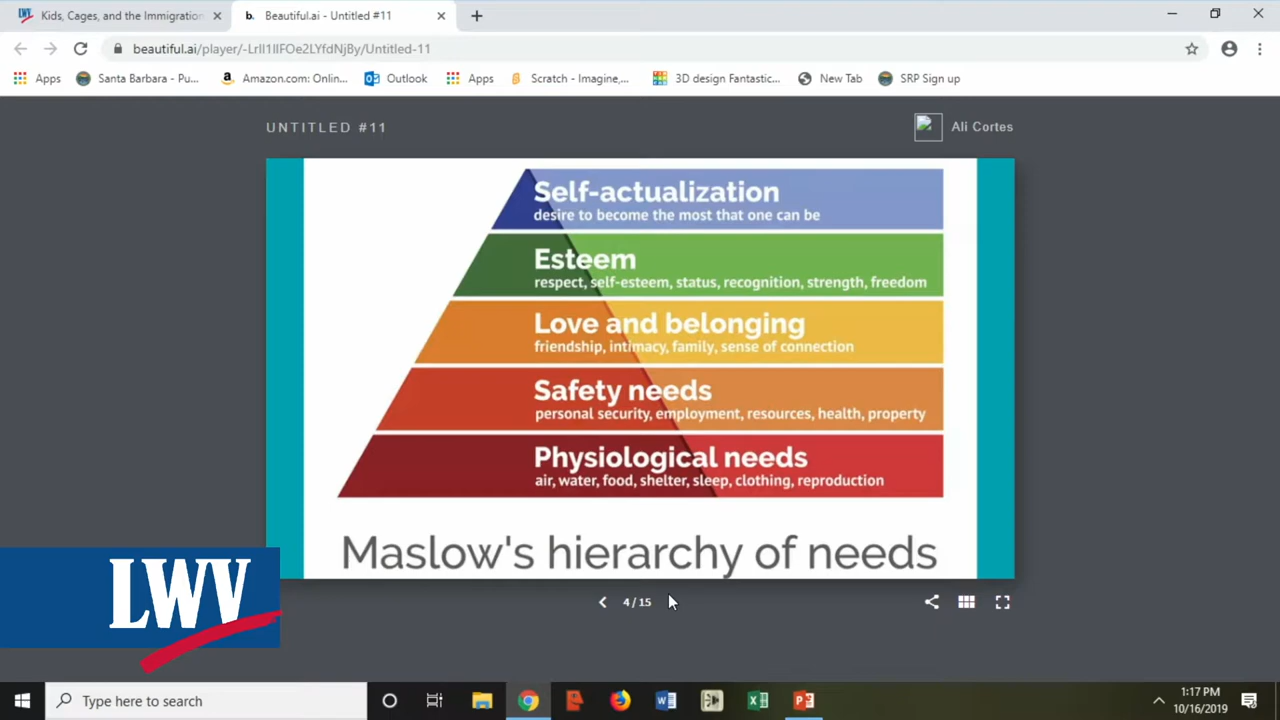 Kids, Cages, and the Immigration
b. Beautiful.ai - Untitled #11
beautiful.ai/player/-LrlI1IIFOe2LYfdNjBy/Untitled-11
Apps
Santa Barbara - Pu...
a Amazon.com: Onlin...
Outlook
Apps
Scratch - Imagine,...
3D design Fantastic...
New Tab
SRP Sign up
UNTITLED #11
Ali Cortes
Self-actualization
desire to become the most that one can be
Esteem
respect, self-esteem, status, recognition, strength, freedom
Love and belonging
friendship, intimacy, family, sense of connection
Safety needs
personal security, employment, resources, health, property
Physiological needs
air, water, food, shelter, sleep, clothing, reproduction
Maslow's hierarchy of needs
LWV
4 / 15
Type here to search
1:17 PM
10/16/2019